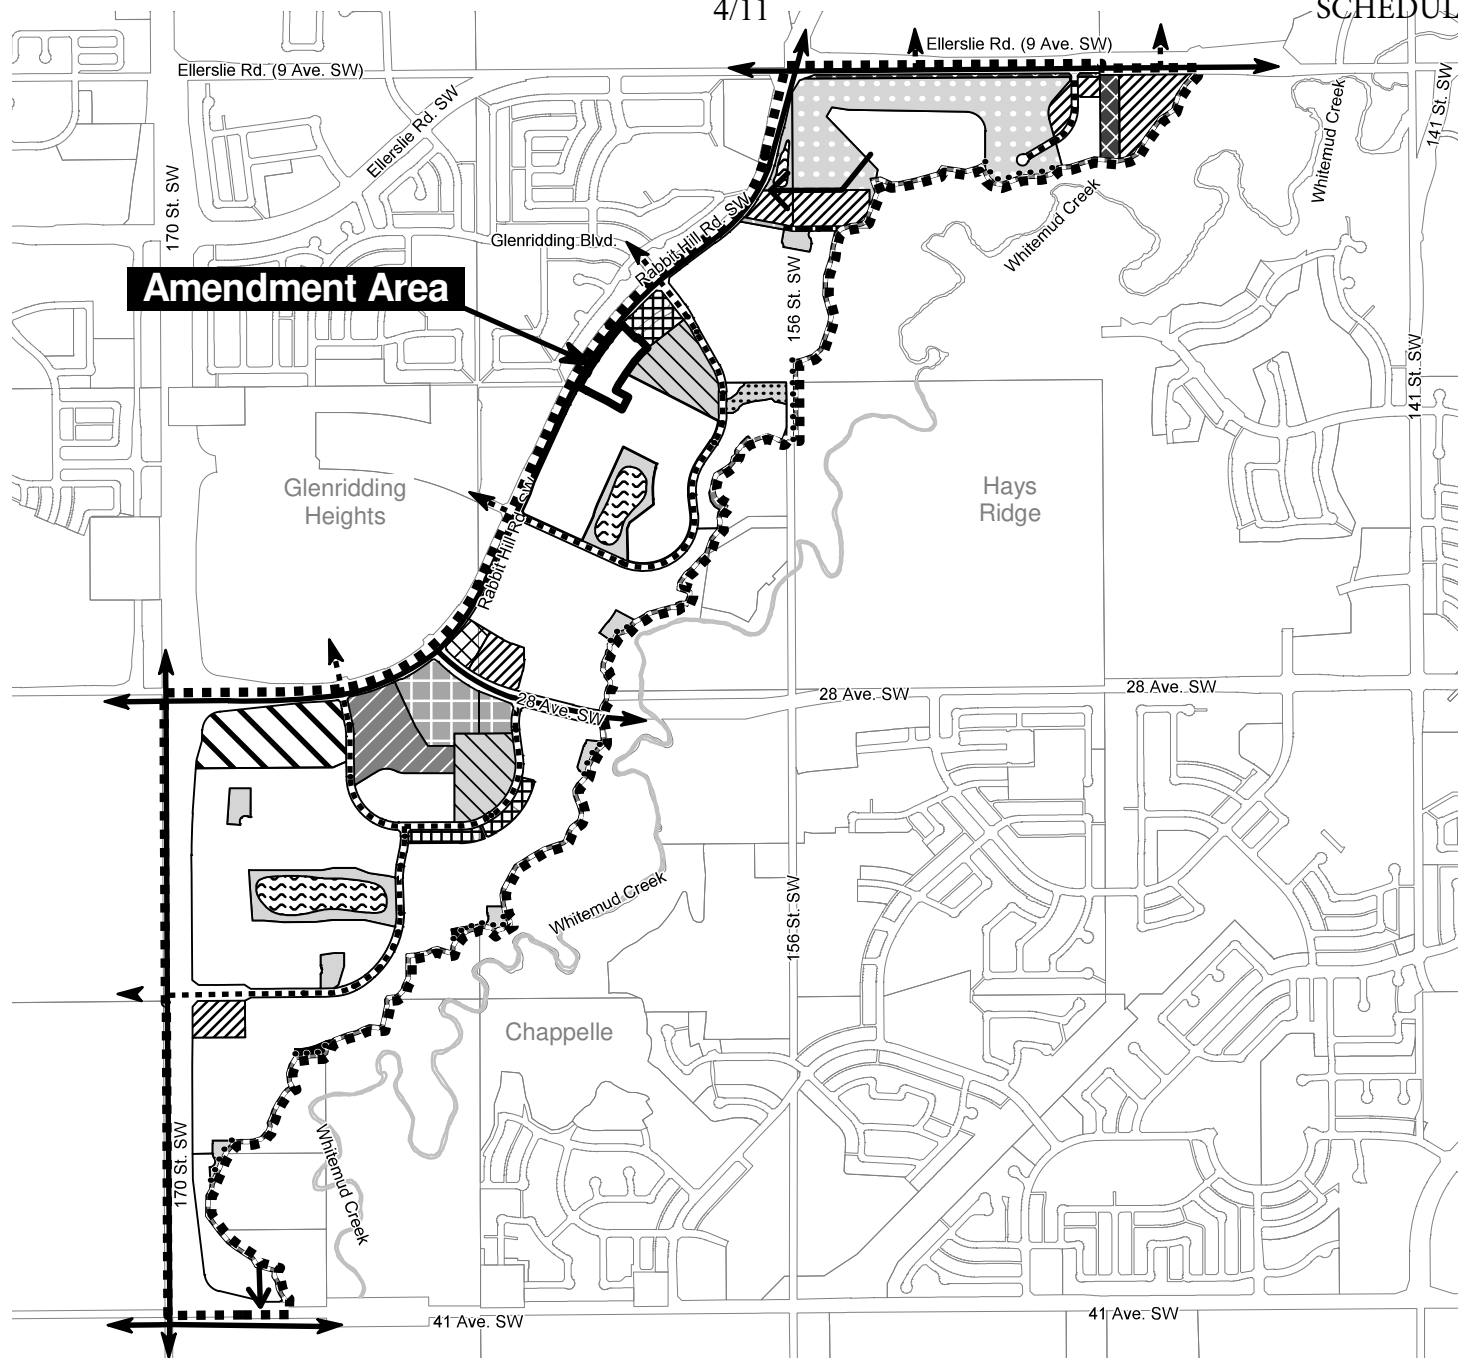 4/11
SCHEDUL
Ellerslie Rd. (9 Ave. SW)
Ellerslie Rd. (9 Ave. SW)
Ellerslie Rd. SW
141 St. SW
Whitemud Creek
170 St. SW
Whitemud Creek
Rabbit Hill Rd. SW
Glenridding Blvd.
Amendment Area
156 St. SW
141 St. SW
Glenridding
Heights
Hays
Ridge
Rabbit Hill Rd. SW
28 Ave. SW
28 Ave. SW
28 Ave. SW
Whitemud Creek
156 St. SW
Chappelle
170 St. SW
Whitemud Creek
41 Ave. SW
41 Ave. SW